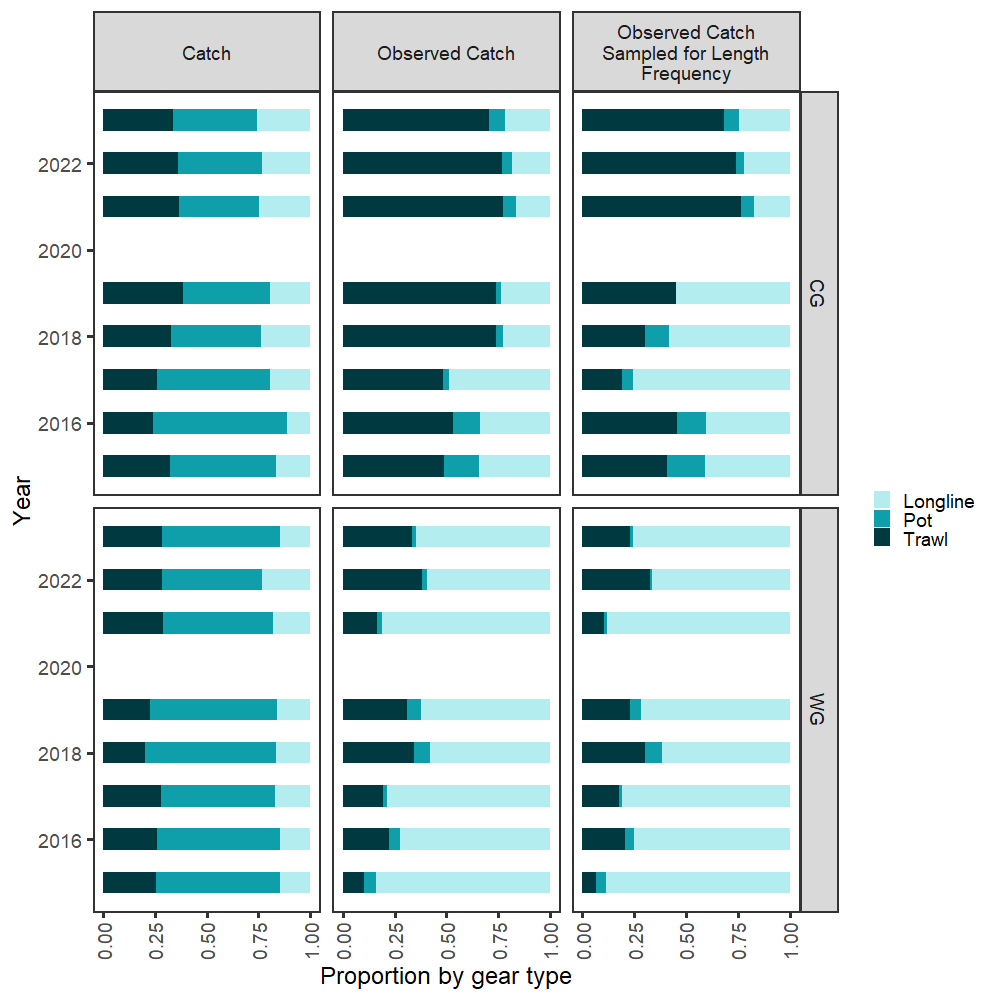 Catch
Observed Catch
Observed Catch
Sampled for Length
Frequency
2022
2020
2018
2016
CG
2022
2020
2018
2016
WG
Year
Longline
Pot
Trawl
0.00 0.25 0.50 0.75 1.00
0.00 0.25 0.50 0.75 1.00
0.00 0.25 0.50 0.75 1.00
Proportion by gear type